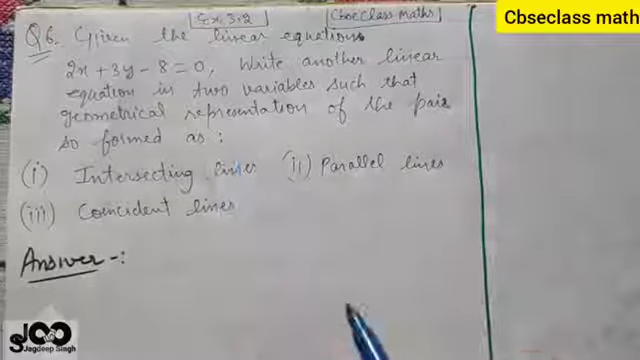 Ex. 3.2
Cbseclass Maths
Cbseclass math
Q6. Given the linear equations
2x + 3y - 8 = 0, Write another linear
equation in two variables such that
geometrical representation of the pair
so formed as :
(i) Intersecting lines (ii) Parallel lines
(iii) Coincident lines
Answer -:
Jagdeep Singh